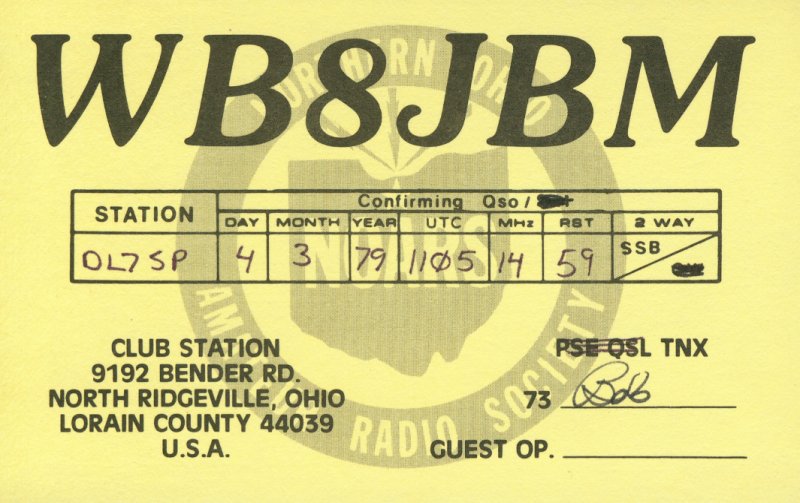 WB8JBM
NORTHERN OHIO
AMATEUR RADIO SOCIETY
NOARS
Confirming Qso /
STATION DAY MONTH YEAR UTC MHz RST 2 WAY
DL7SP 4 3 79 1105 14 59 SSB
CLUB STATION
9192 BENDER RD.
NORTH RIDGEVILLE, OHIO
LORAIN COUNTY 44039
U.S.A.
PSE QSL TNX
73 Bob
GUEST OP.